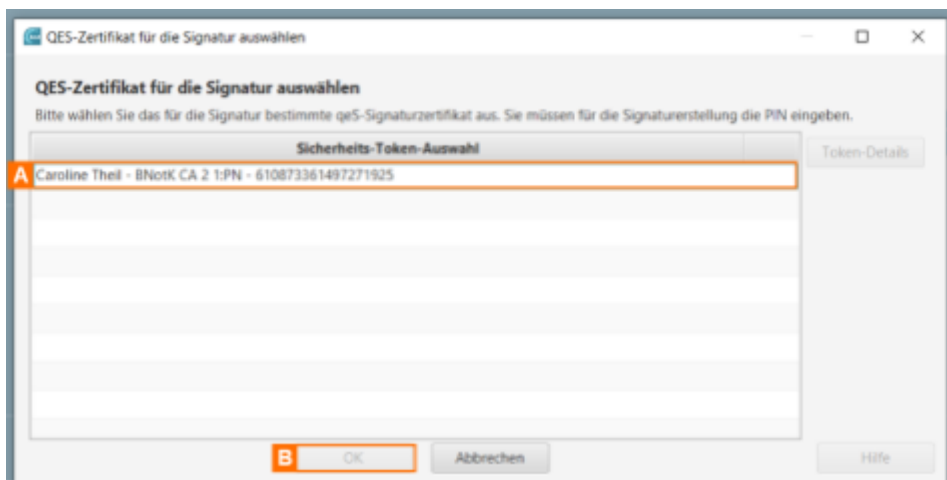 QES-Zertifikat für die Signatur auswählen
QES-Zertifikat für die Signatur auswählen
Bitte wählen Sie das für die Signatur bestimmte qeS-Signaturzertifikat aus. Sie müssen für die Signaturerstellung die PIN eingeben.
Sicherheits-Token-Auswahl
Token-Details
A Caroline Theil - BNotK CA 2 1:PN - 610873361497271925
B OK Abbrechen Hilfe